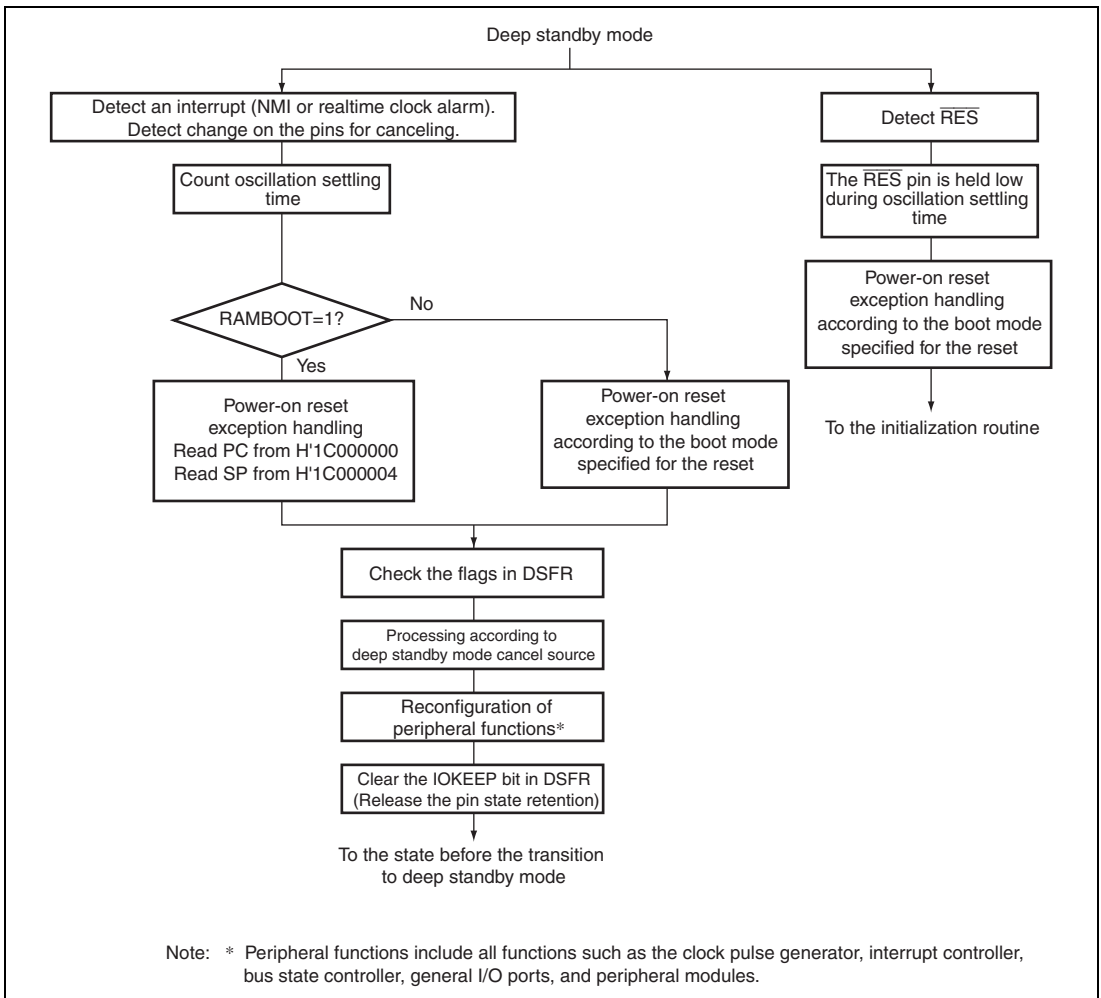 Deep standby mode
Detect an interrupt (NMI or realtime clock alarm).
Detect change on the pins for canceling.
Count oscillation settling
time
RAMBOOT=1?
No
Yes
Power-on reset
exception handling
Read PC from H'1C000000
Read SP from H'1C000004
Power-on reset
exception handling
according to the boot mode
specified for the reset
Check the flags in DSFR
Processing according to
deep standby mode cancel source
Reconfiguration of
peripheral functions*
Clear the IOKEEP bit in DSFR
(Release the pin state retention)
To the state before the transition
to deep standby mode
Detect RES
The RES pin is held low
during oscillation settling
time
Power-on reset
exception handling
according to the boot mode
specified for the reset
To the initialization routine
Note: * Peripheral functions include all functions such as the clock pulse generator, interrupt controller,
bus state controller, general I/O ports, and peripheral modules.